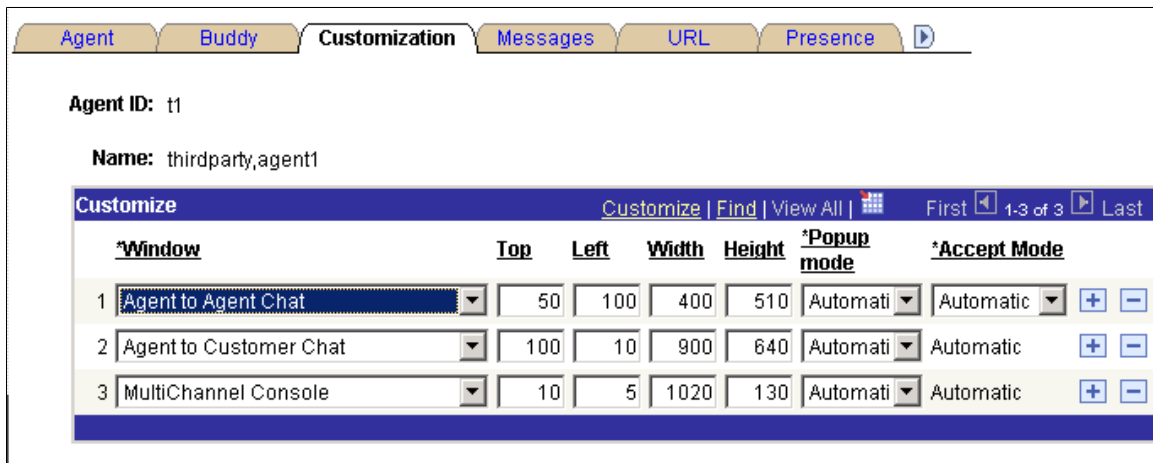 Agent Buddy Customization Messages URL Presence
Agent ID: t1
Name: thirdparty,agent1
Customize Customize | Find | View All | First 1-3 of 3 Last
*Window Top Left Width Height *Popup mode *Accept Mode
1 Agent to Agent Chat 50 100 400 510 Automati Automatic
2 Agent to Customer Chat 100 10 900 640 Automati Automatic
3 MultiChannel Console 10 5 1020 130 Automati Automatic